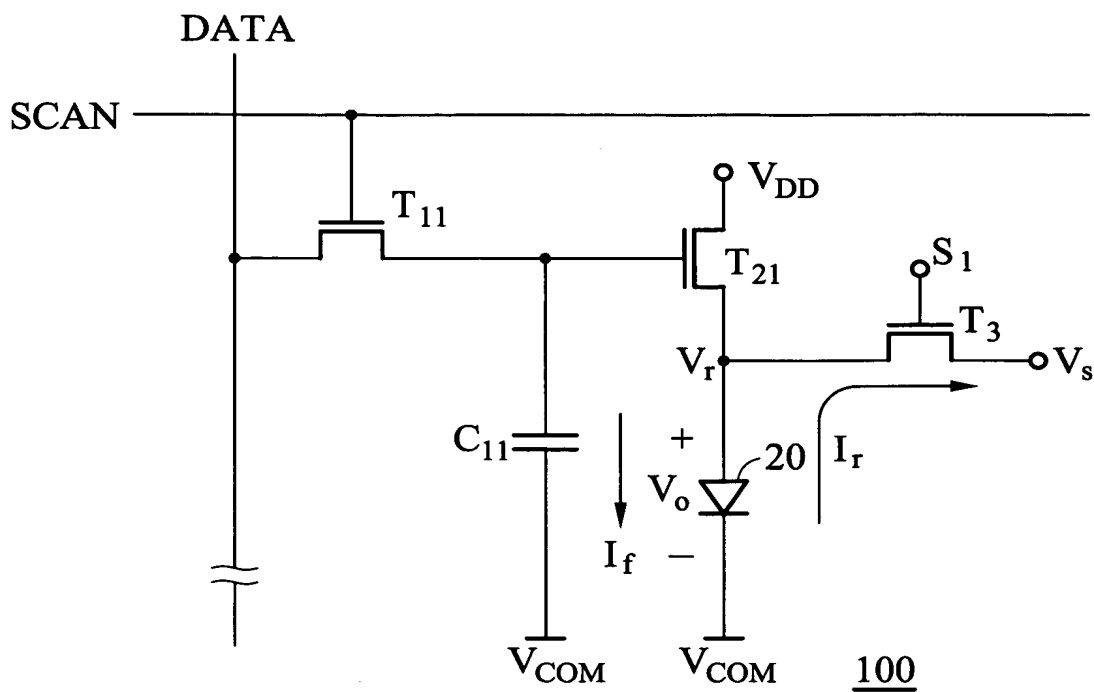 DATA
SCAN
T11
VDD
T21
S1
T3
Vr
Vs
C11
+
20
Ir
Vo
If
−
VCOM
VCOM
100